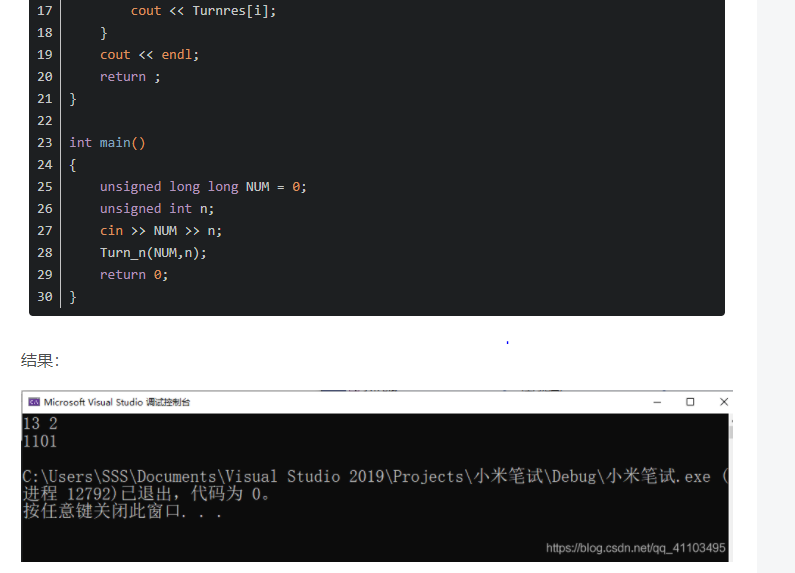 17 cout << Turnres[i];
18 }
19 cout << endl;
20 return ;
21 }
22
23 int main()
24 {
25 unsigned long long NUM = 0;
26 unsigned int n;
27 cin >> NUM >> n;
28 Turn_n(NUM,n);
29 return 0;
30 }
结果：
Microsoft Visual Studio 调试控制台
13 2
1101
C:\Users\SSS\Documents\Visual Studio 2019\Projects\小米笔试\Debug\小米笔试.exe (
进程 12792)已退出，代码为 0。
按任意键关闭此窗口. . .
https://blog.csdn.net/qq_41103495